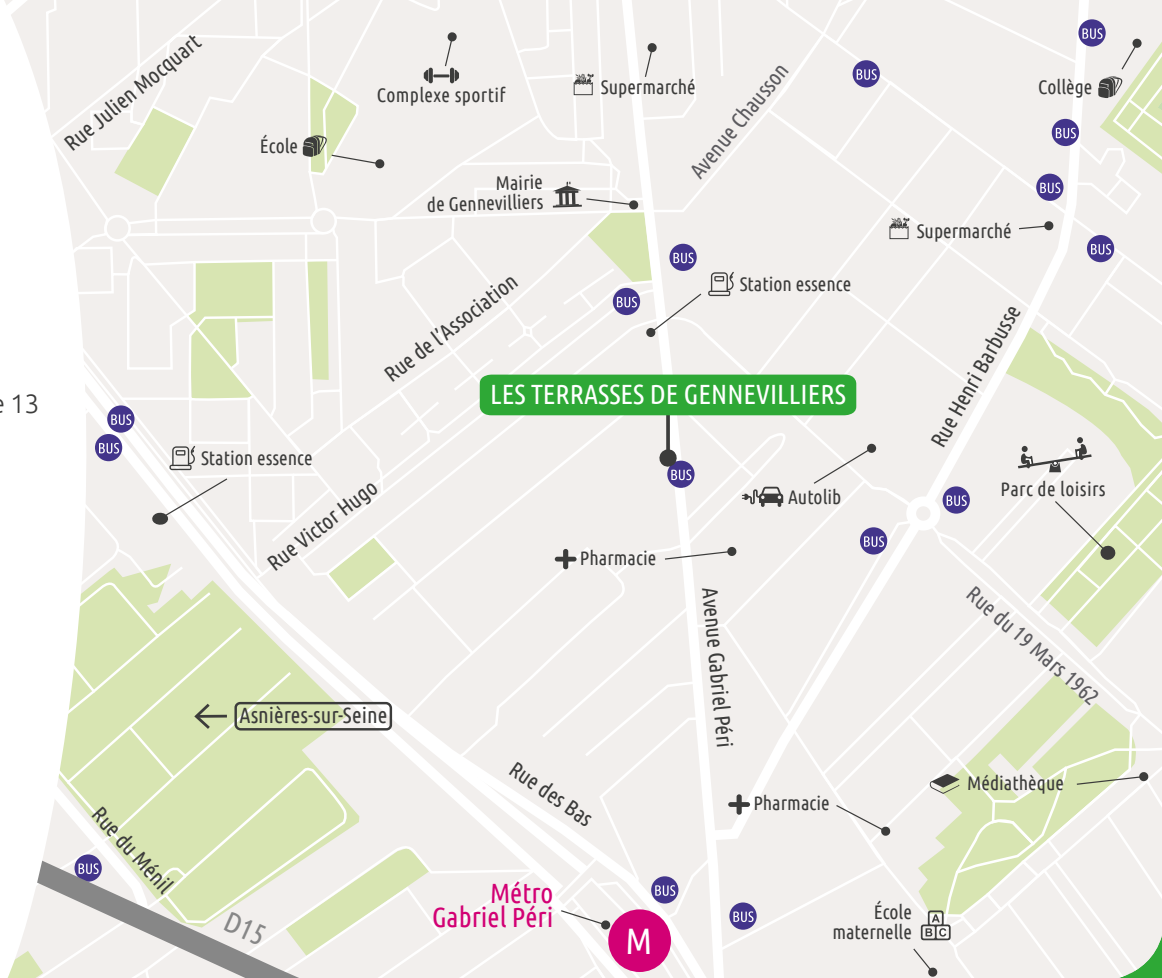 BUS
Rue Julien Mocquart
Complexe sportif
Supermarché
BUS
Collège
Avenue Chausson
BUS
École
Mairie
de Gennevilliers
BUS
Supermarché
BUS
BUS
Station essence
BUS
Rue de l'Association
Rue Henri Barbusse
LES TERRASSES DE GENNEVILLIERS
e 13
BUS
BUS
Station essence
BUS
Autolib
Parc de loisirs
BUS
Rue Victor Hugo
BUS
Pharmacie
Avenue Gabriel Péri
Rue du 19 Mars 1962
Asnières-sur-Seine
Rue des Bas
Médiathèque
Pharmacie
Rue du Ménil
BUS
BUS
Métro
Gabriel Péri
M
BUS
D15
École
maternelle
A
B C